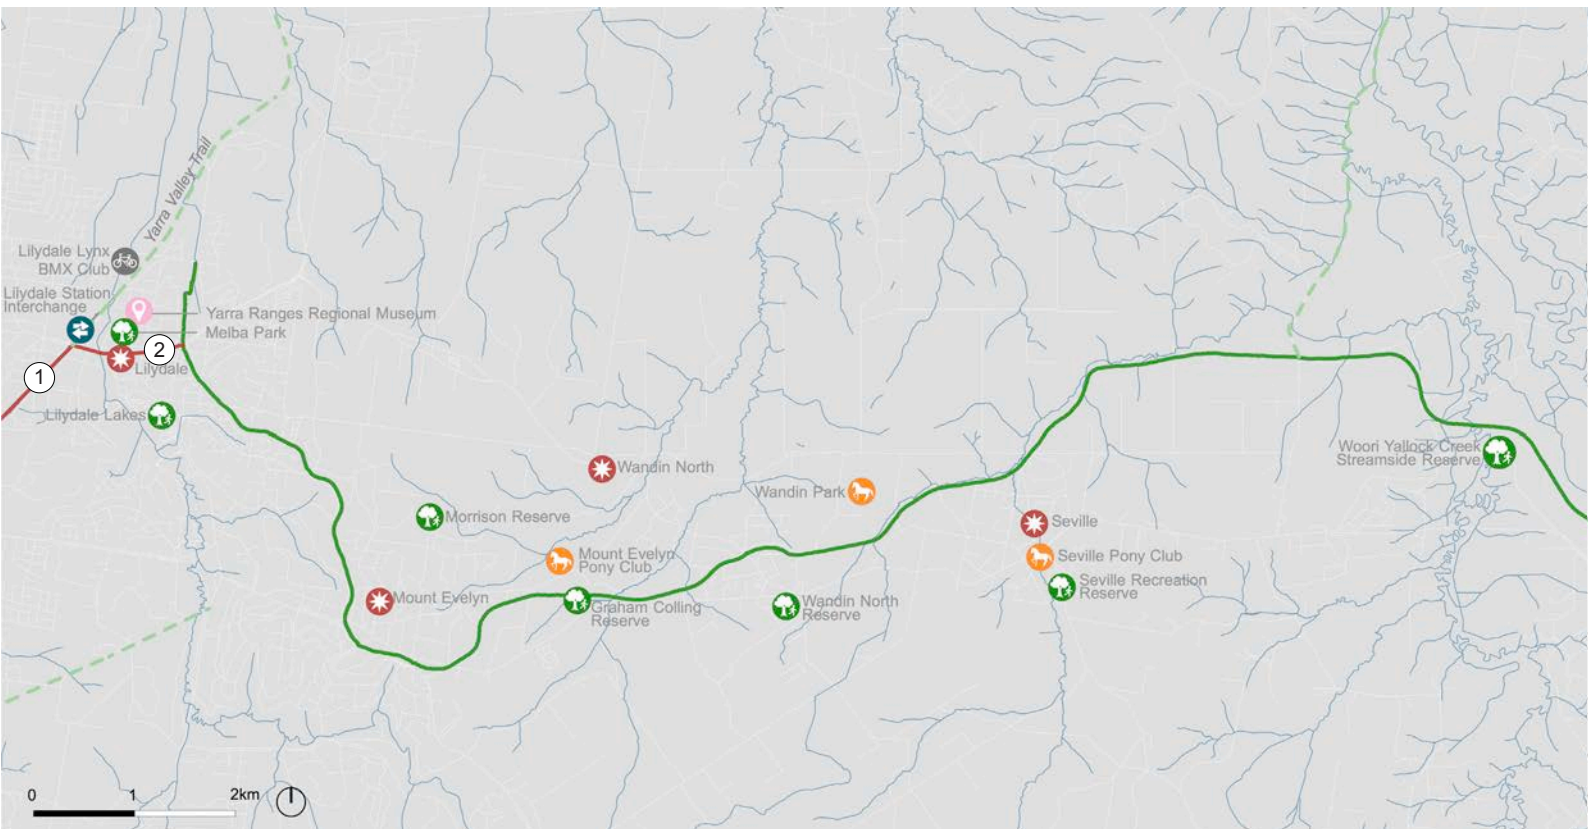 Yarra Valley Trail
Lilydale Lynx
BMX Club
Lilydale Station
Interchange
Yarra Ranges Regional Museum
Melba Park
2
Lilydale
1
Lilydale Lakes
Woori Yallock Creek
Streamside Reserve
Wandin North
Wandin Park
Morrison Reserve
Seville
Mount Evelyn
Pony Club
Seville Pony Club
Mount Evelyn
Seville Recreation
Reserve
Graham Colling
Reserve
Wandin North
Reserve
0 1 2km